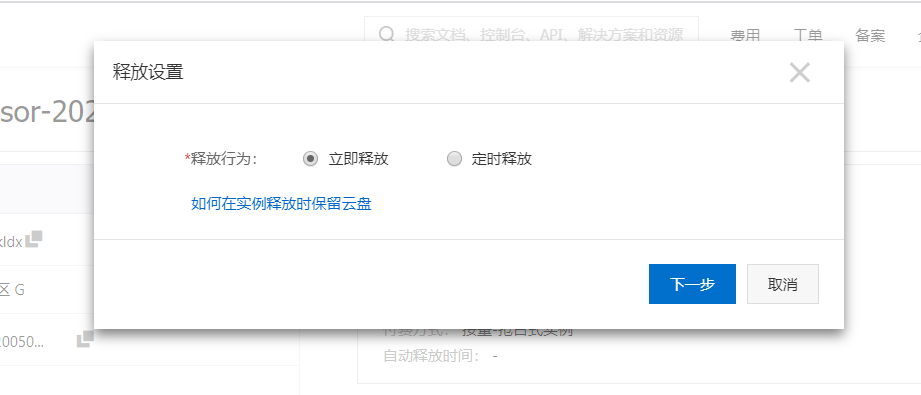 搜索文档、控制台、API、解决方案和资源 费用 工单 备案
释放设置
sor-202
*释放行为： 立即释放 定时释放
如何在实例释放时保留云盘
kldx
区 G
下一步 取消
20050...
付费方式： 按量-抢占式实例
自动释放时间： -